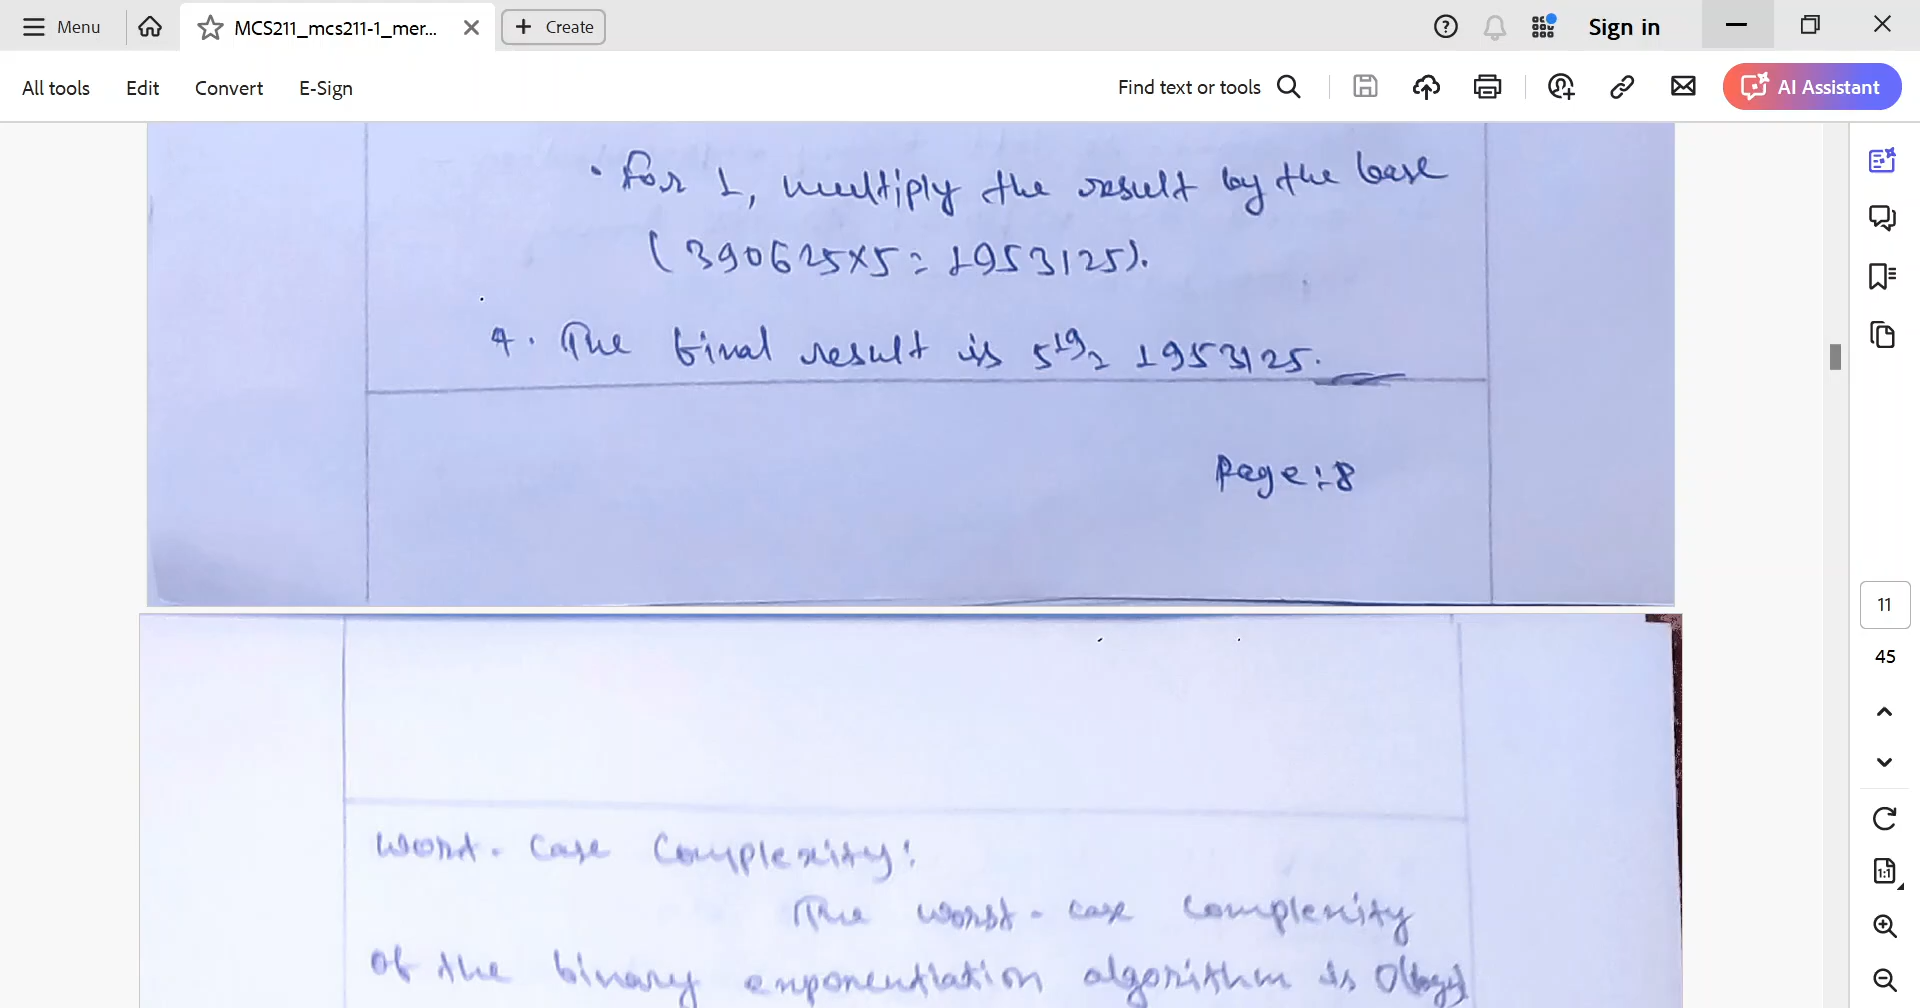 Menu
MCS211_mcs211-1_mer...
Create
Sign in
All tools
Edit
Convert
E-Sign
Find text or tools
AI Assistant
• For 1, multiply the result by the base
(390625×5 = 1953125).
4. The final result is 5^19 = 1953125.
Page:8
11
45
Worst-Case Complexity:
The worst-case complexity
of the binary exponentiation algorithm is